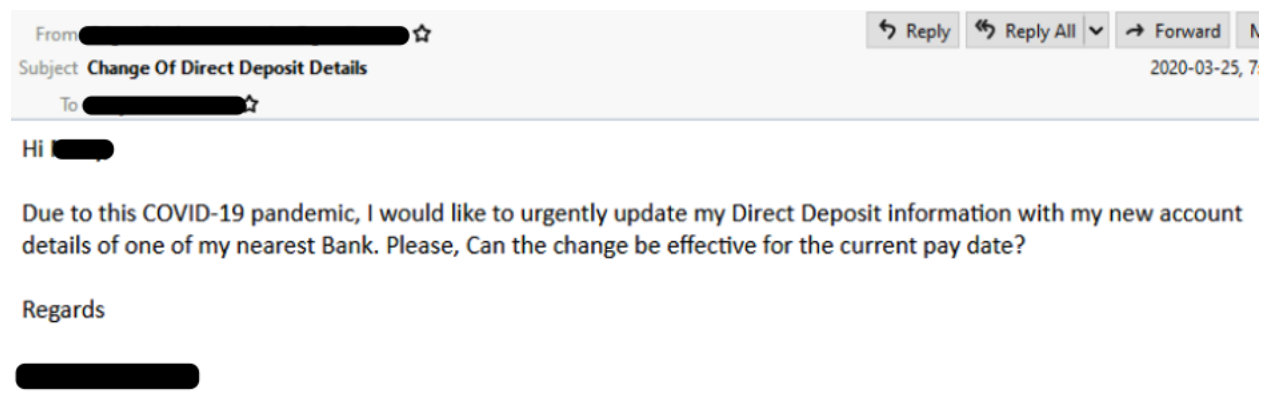 From
Reply Reply All Forward
Subject Change Of Direct Deposit Details
2020-03-25,
To
Hi
Due to this COVID-19 pandemic, I would like to urgently update my Direct Deposit information with my new account
details of one of my nearest Bank. Please, Can the change be effective for the current pay date?
Regards